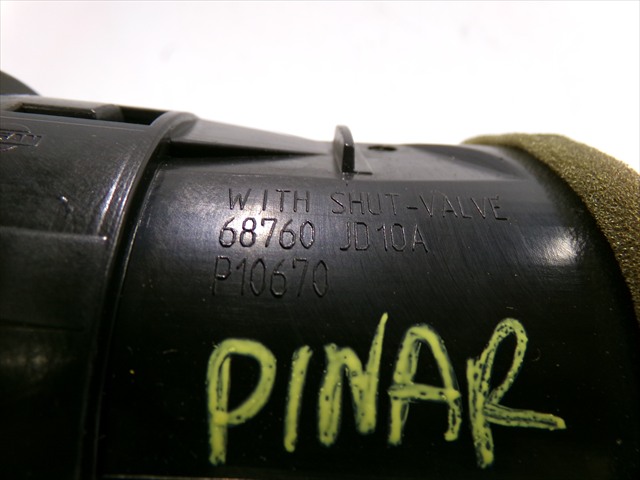 WITH SHUT-VALVE
68760 JD10A
P10670
PINAR